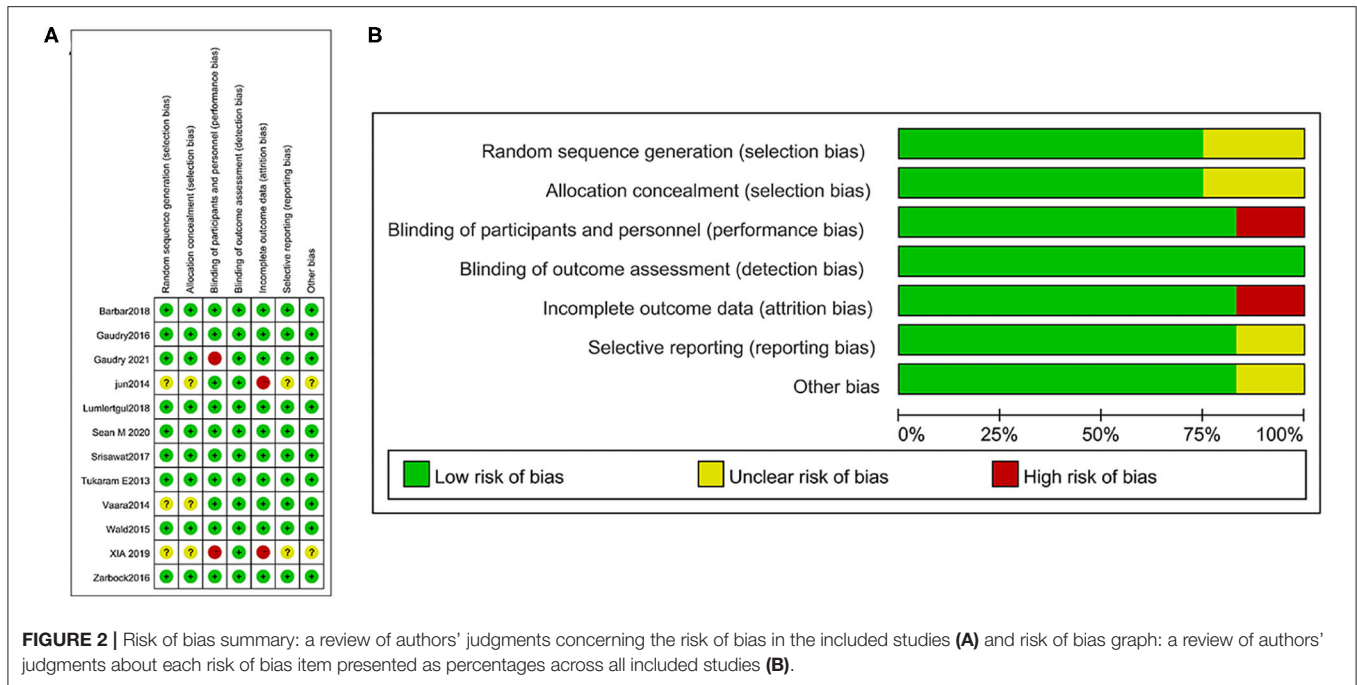 A
B
Random sequence generation (selection bias)
Allocation concealment (selection bias)
Blinding of participants and personnel (performance bias)
Blinding of outcome assessment (detection bias)
Incomplete outcome data (attrition bias)
Selective reporting (reporting bias)
Other bias
Barbar2018 + + + + + + +
Gaudry2016 + + + + + + +
Gaudry 2021 + + + + + +
jun2014 ? ? + + ? ?
Lumlertgul2018 + + + + + + +
Sean M 2020 + + + + + + +
Srisawat2017 + + + + + + +
Tukaram E2013 + + + + + + +
Vaara2014 ? ? + + + + +
Wald2015 + + + + + + +
XIA 2019 ? ? + ? ?
Zarbock2016 + + + + + + +
Random sequence generation (selection bias)
Allocation concealment (selection bias)
Blinding of participants and personnel (performance bias)
Blinding of outcome assessment (detection bias)
Incomplete outcome data (attrition bias)
Selective reporting (reporting bias)
Other bias
0% 25% 50% 75% 100%
Low risk of bias
Unclear risk of bias
High risk of bias
FIGURE 2 | Risk of bias summary: a review of authors' judgments concerning the risk of bias in the included studies (A) and risk of bias graph: a review of authors'
judgments about each risk of bias item presented as percentages across all included studies (B).